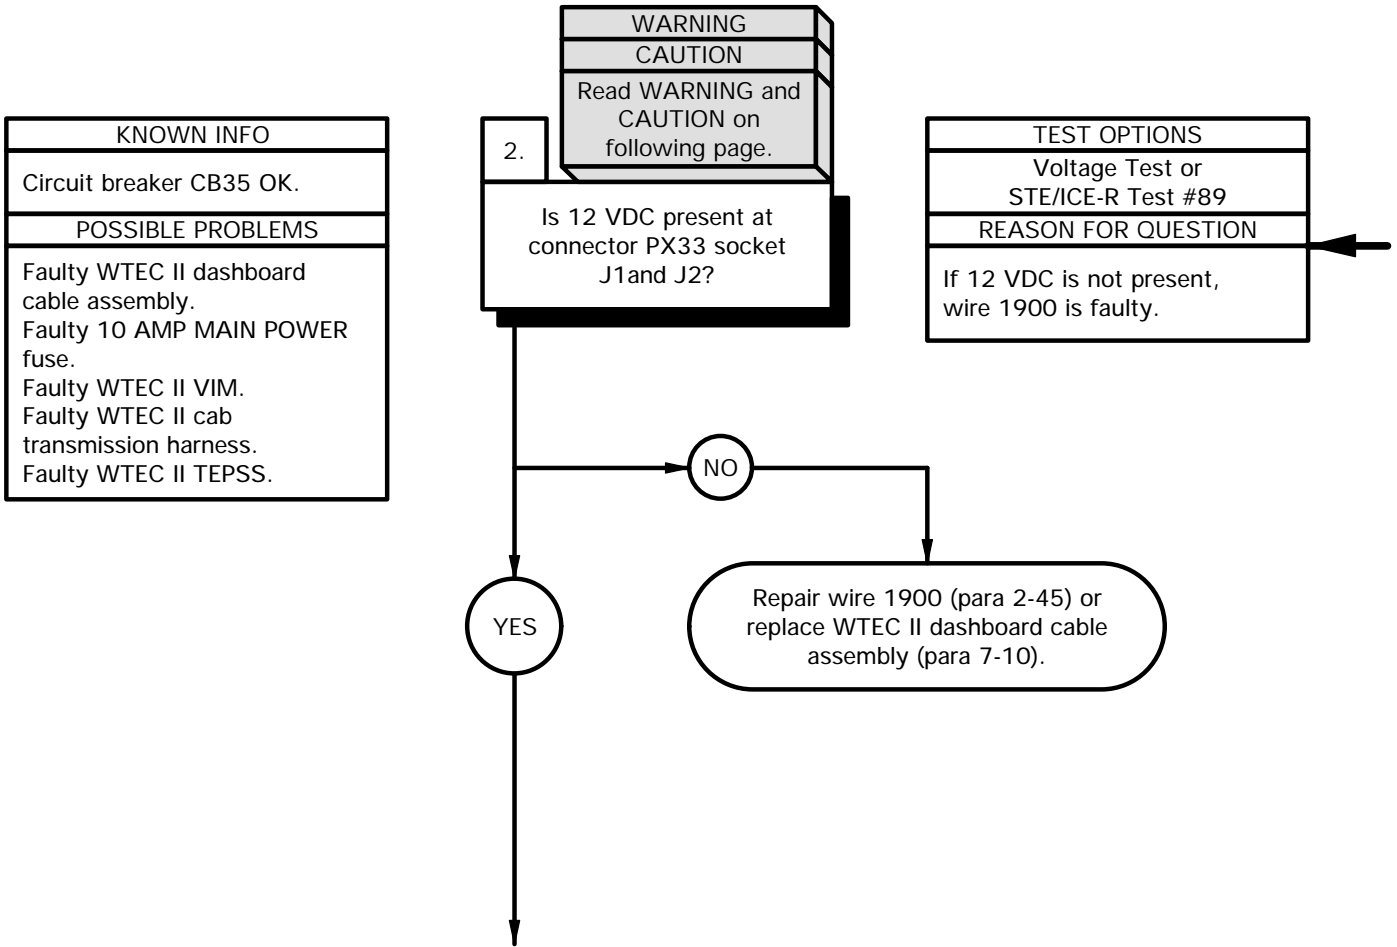 KNOWN INFO
Circuit breaker CB35 OK.
POSSIBLE PROBLEMS
Faulty WTEC II dashboard
cable assembly.
Faulty 10 AMP MAIN POWER
fuse.
Faulty WTEC II VIM.
Faulty WTEC II cab
transmission harness.
Faulty WTEC II TEPSS.
WARNING
CAUTION
Read WARNING and
CAUTION on
following page.
2.
Is 12 VDC present at
connector PX33 socket
J1and J2?
TEST OPTIONS
Voltage Test or
STE/ICE-R Test #89
REASON FOR QUESTION
If 12 VDC is not present,
wire 1900 is faulty.
NO
YES
Repair wire 1900 (para 2-45) or
replace WTEC II dashboard cable
assembly (para 7-10).